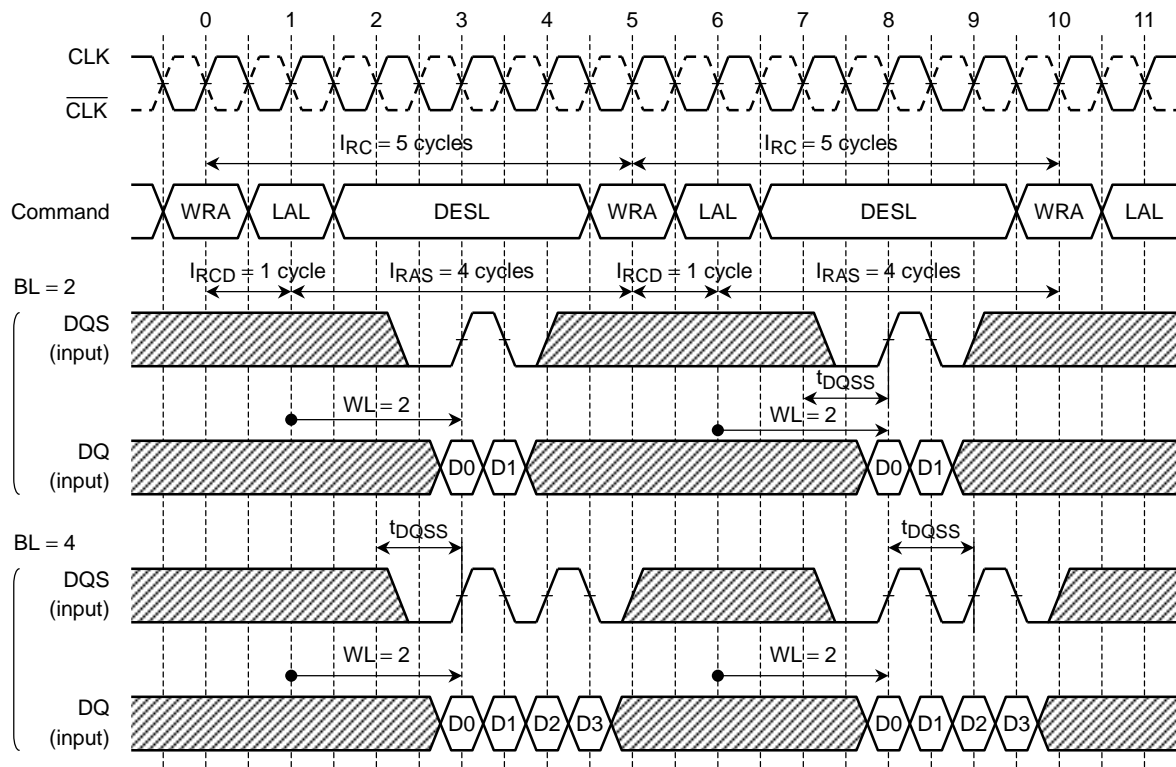 0 1 2 3 4 5 6 7 8 9 10 11
CLK
CLK
IRC = 5 cycles IRC = 5 cycles
Command WRA LAL DESL WRA LAL DESL WRA LAL
IRCD = 1 cycle IRAS = 4 cycles IRCD = 1 cycle IRAS = 4 cycles
BL = 2
DQS
(input)
tDQSS
WL = 2 WL = 2
DQ
(input)
D0 D1 D0 D1
BL = 4
tDQSS tDQSS
DQS
(input)
WL = 2 WL = 2
DQ
(input)
D0 D1 D2 D3 D0 D1 D2 D3